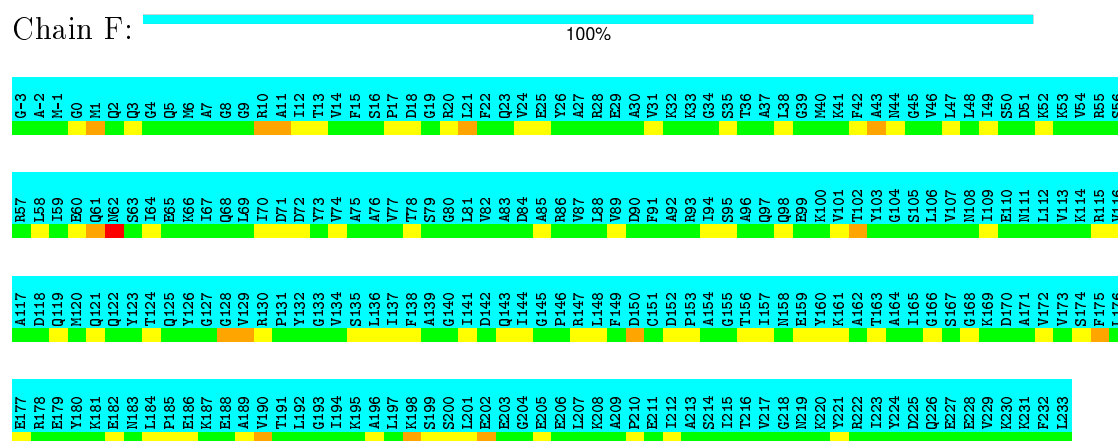 Chain F:
100%
G-3 A-2 M-1 G0 M1 Q2 Q3 G4 Q5 M6 A7 G8 G9 R10 A11 I12 T13 V14 F15 S16 P17 D18 G19 R20 L21 F22 Q23 V24 E25 Y26 A27 R28 E29 A30 V31 K32 K33 G34 S35 T36 A37 L38 G39 M40 K41 F42 A43 N44 G45 V46 L47 L48 I49 S50 D51 K52 K53 V54 R55 S56
R57 L58 I59 E60 Q61 N62 S63 I64 E65 K66 I67 Q68 L69 I70 D71 D72 Y73 V74 A75 A76 V77 T78 S79 G80 L81 V82 A83 D84 A85 R86 V87 L88 V89 D90 F91 A92 R93 I94 S95 A96 Q97 Q98 E99 K100 V101 T102 Y103 G104 S105 L106 V107 N108 I109 E110 N111 L112 V113 K114 R115 V116
A117 D118 Q119 M120 Q121 Q122 Y123 T124 Q125 Y126 G127 G128 V129 R130 P131 Y132 G133 V134 S135 L136 I137 F138 A139 G140 I141 D142 Q143 I144 G145 P146 R147 L148 F149 D150 C151 D152 P153 A154 G155 T156 I157 N158 E159 Y160 K161 A162 T163 A164 I165 G166 S167 G168 K169 D170 A171 V172 V173 S174 F175 L176
E177 R178 E179 Y180 K181 E182 N183 L184 P185 E186 K187 E188 A189 V190 T191 L192 G193 I194 K195 A196 L197 K198 S199 S200 L201 E202 E203 G204 E205 E206 L207 K208 A209 P210 E211 I212 A213 S214 I215 T216 V217 G218 N219 K220 Y221 R222 I223 Y224 D225 Q226 E227 E228 V229 K230 K231 F232 L233